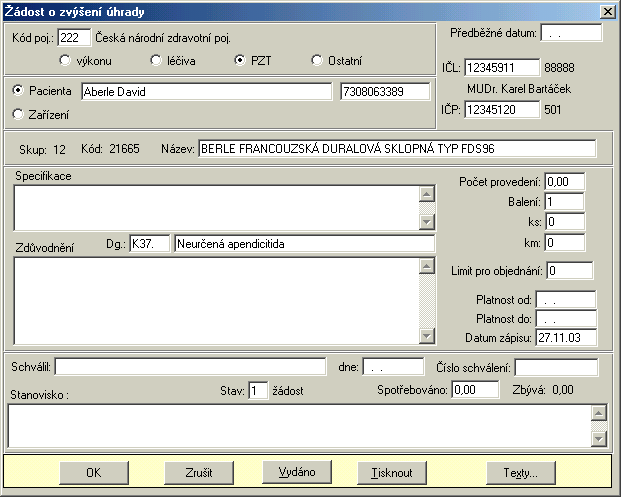 Žádost o zvýšení úhrady
Kód poj.: 222 Česká národní zdravotní poj.
Předběžné datum: . .
výkonu léčiva PZT Ostatní
IČL: 12345911 88888
Pacienta Aberle David 7308063389
MUDr. Karel Bartáček
Zařízení
IČP: 12345120 501
Skup: 12 Kód: 21665 Název: BERLE FRANCOUZSKÁ DURALOVÁ SKLOPNÁ TYP FDS96
Specifikace
Počet provedení: 0,00
Balení: 1
ks: 0
Zdůvodnění Dg.: K37. Neurčená apendicitida
km: 0
Limit pro objednání: 0
Platnost od: . .
Platnost do: . .
Datum zápisu: 27.11.03
Schválil: dne: . . Číslo schválení:
Stanovisko : Stav: 1 žádost Spotřebováno: 0,00 Zbývá: 0,00
OK Zrušit Vydáno Tisknout Texty...